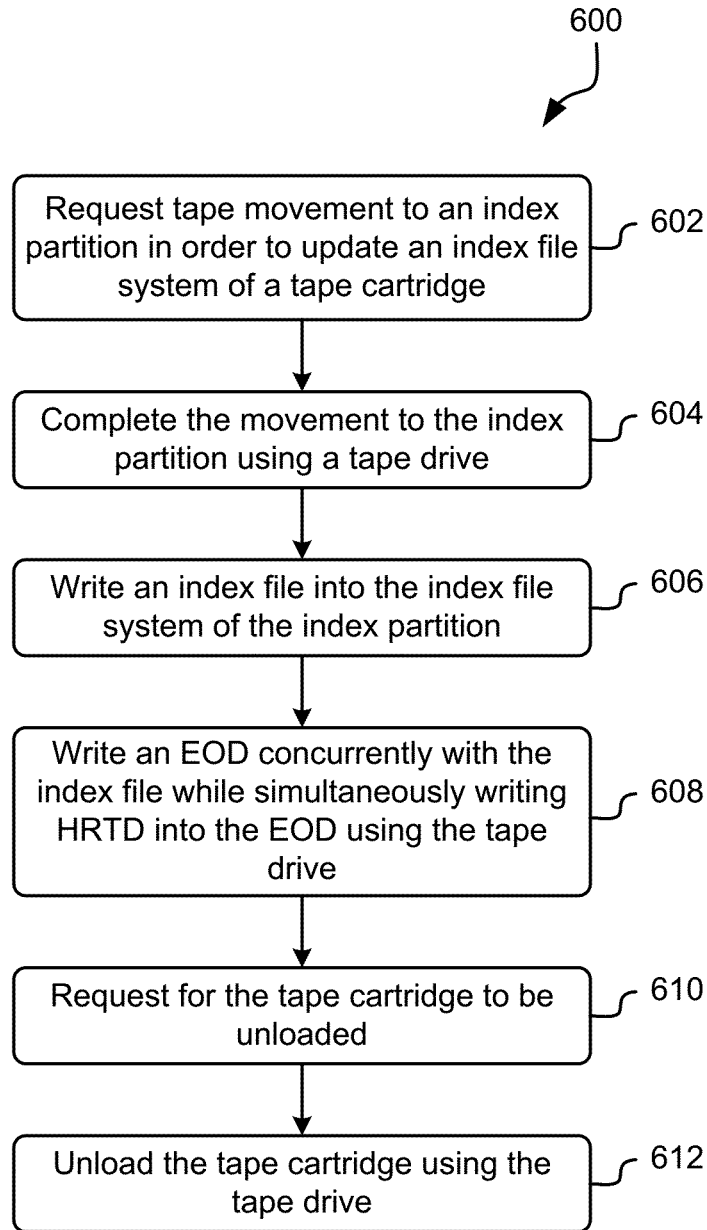 600
Request tape movement to an index
partition in order to update an index file
system of a tape cartridge
602
Complete the movement to the index
partition using a tape drive
604
Write an index file into the index file
system of the index partition
606
Write an EOD concurrently with the
index file while simultaneously writing
HRTD into the EOD using the tape
drive
608
Request for the tape cartridge to be
unloaded
610
Unload the tape cartridge using the
tape drive
612